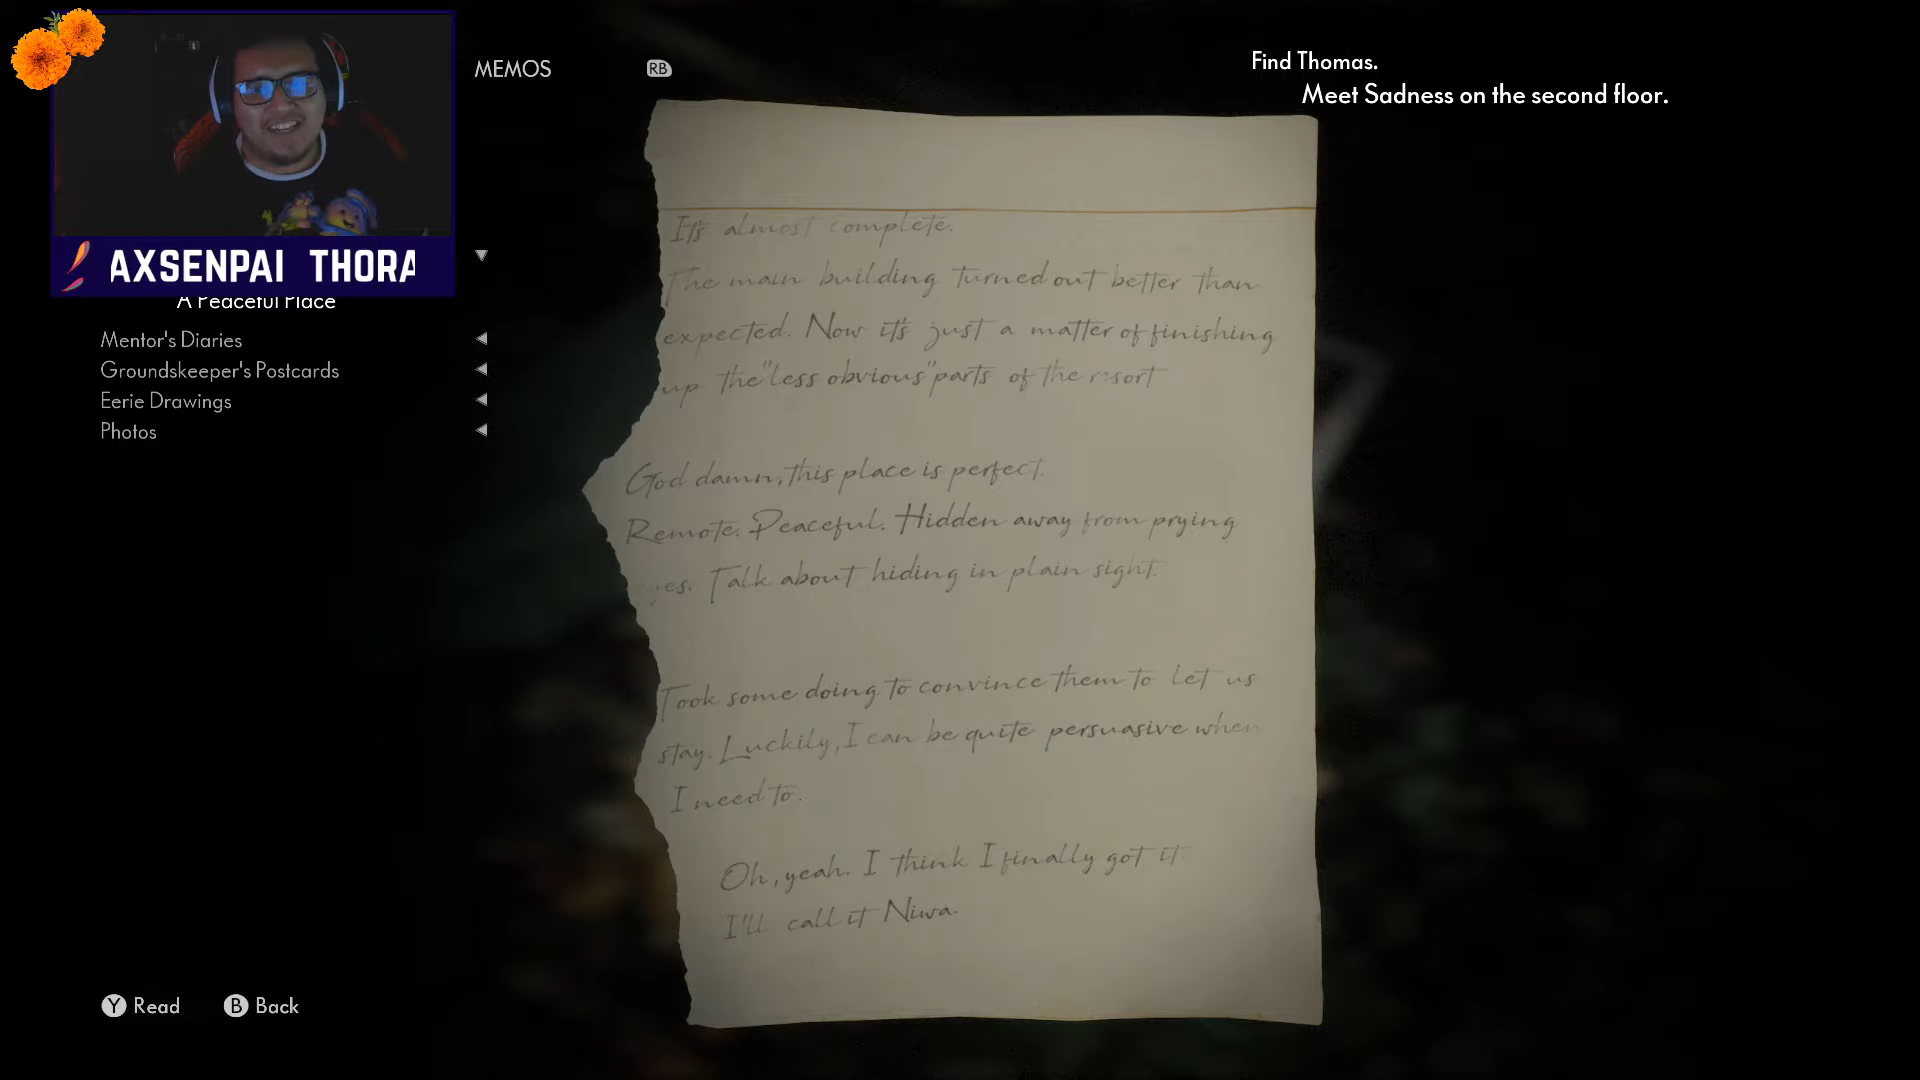 MEMOS
RB
Find Thomas.
Meet Sadness on the second floor.
AXSENPAI THORA
A Peaceful Place
Mentor's Diaries
Groundskeeper's Postcards
Eerie Drawings
Photos
It's almost complete.
The main building turned out better than
expected. Now it's just a matter of finishing
up the "less obvious" parts of the resort
God damn, this place is perfect.
Remote. Peaceful. Hidden away from prying
Talk about hiding in plain sight.
Took some doing to convince them to let us
stay. Luckily, I can be quite persuasive when
I need to.
Oh, yeah. I think I finally got it.
I'll call it Niwa.
Y Read
B Back